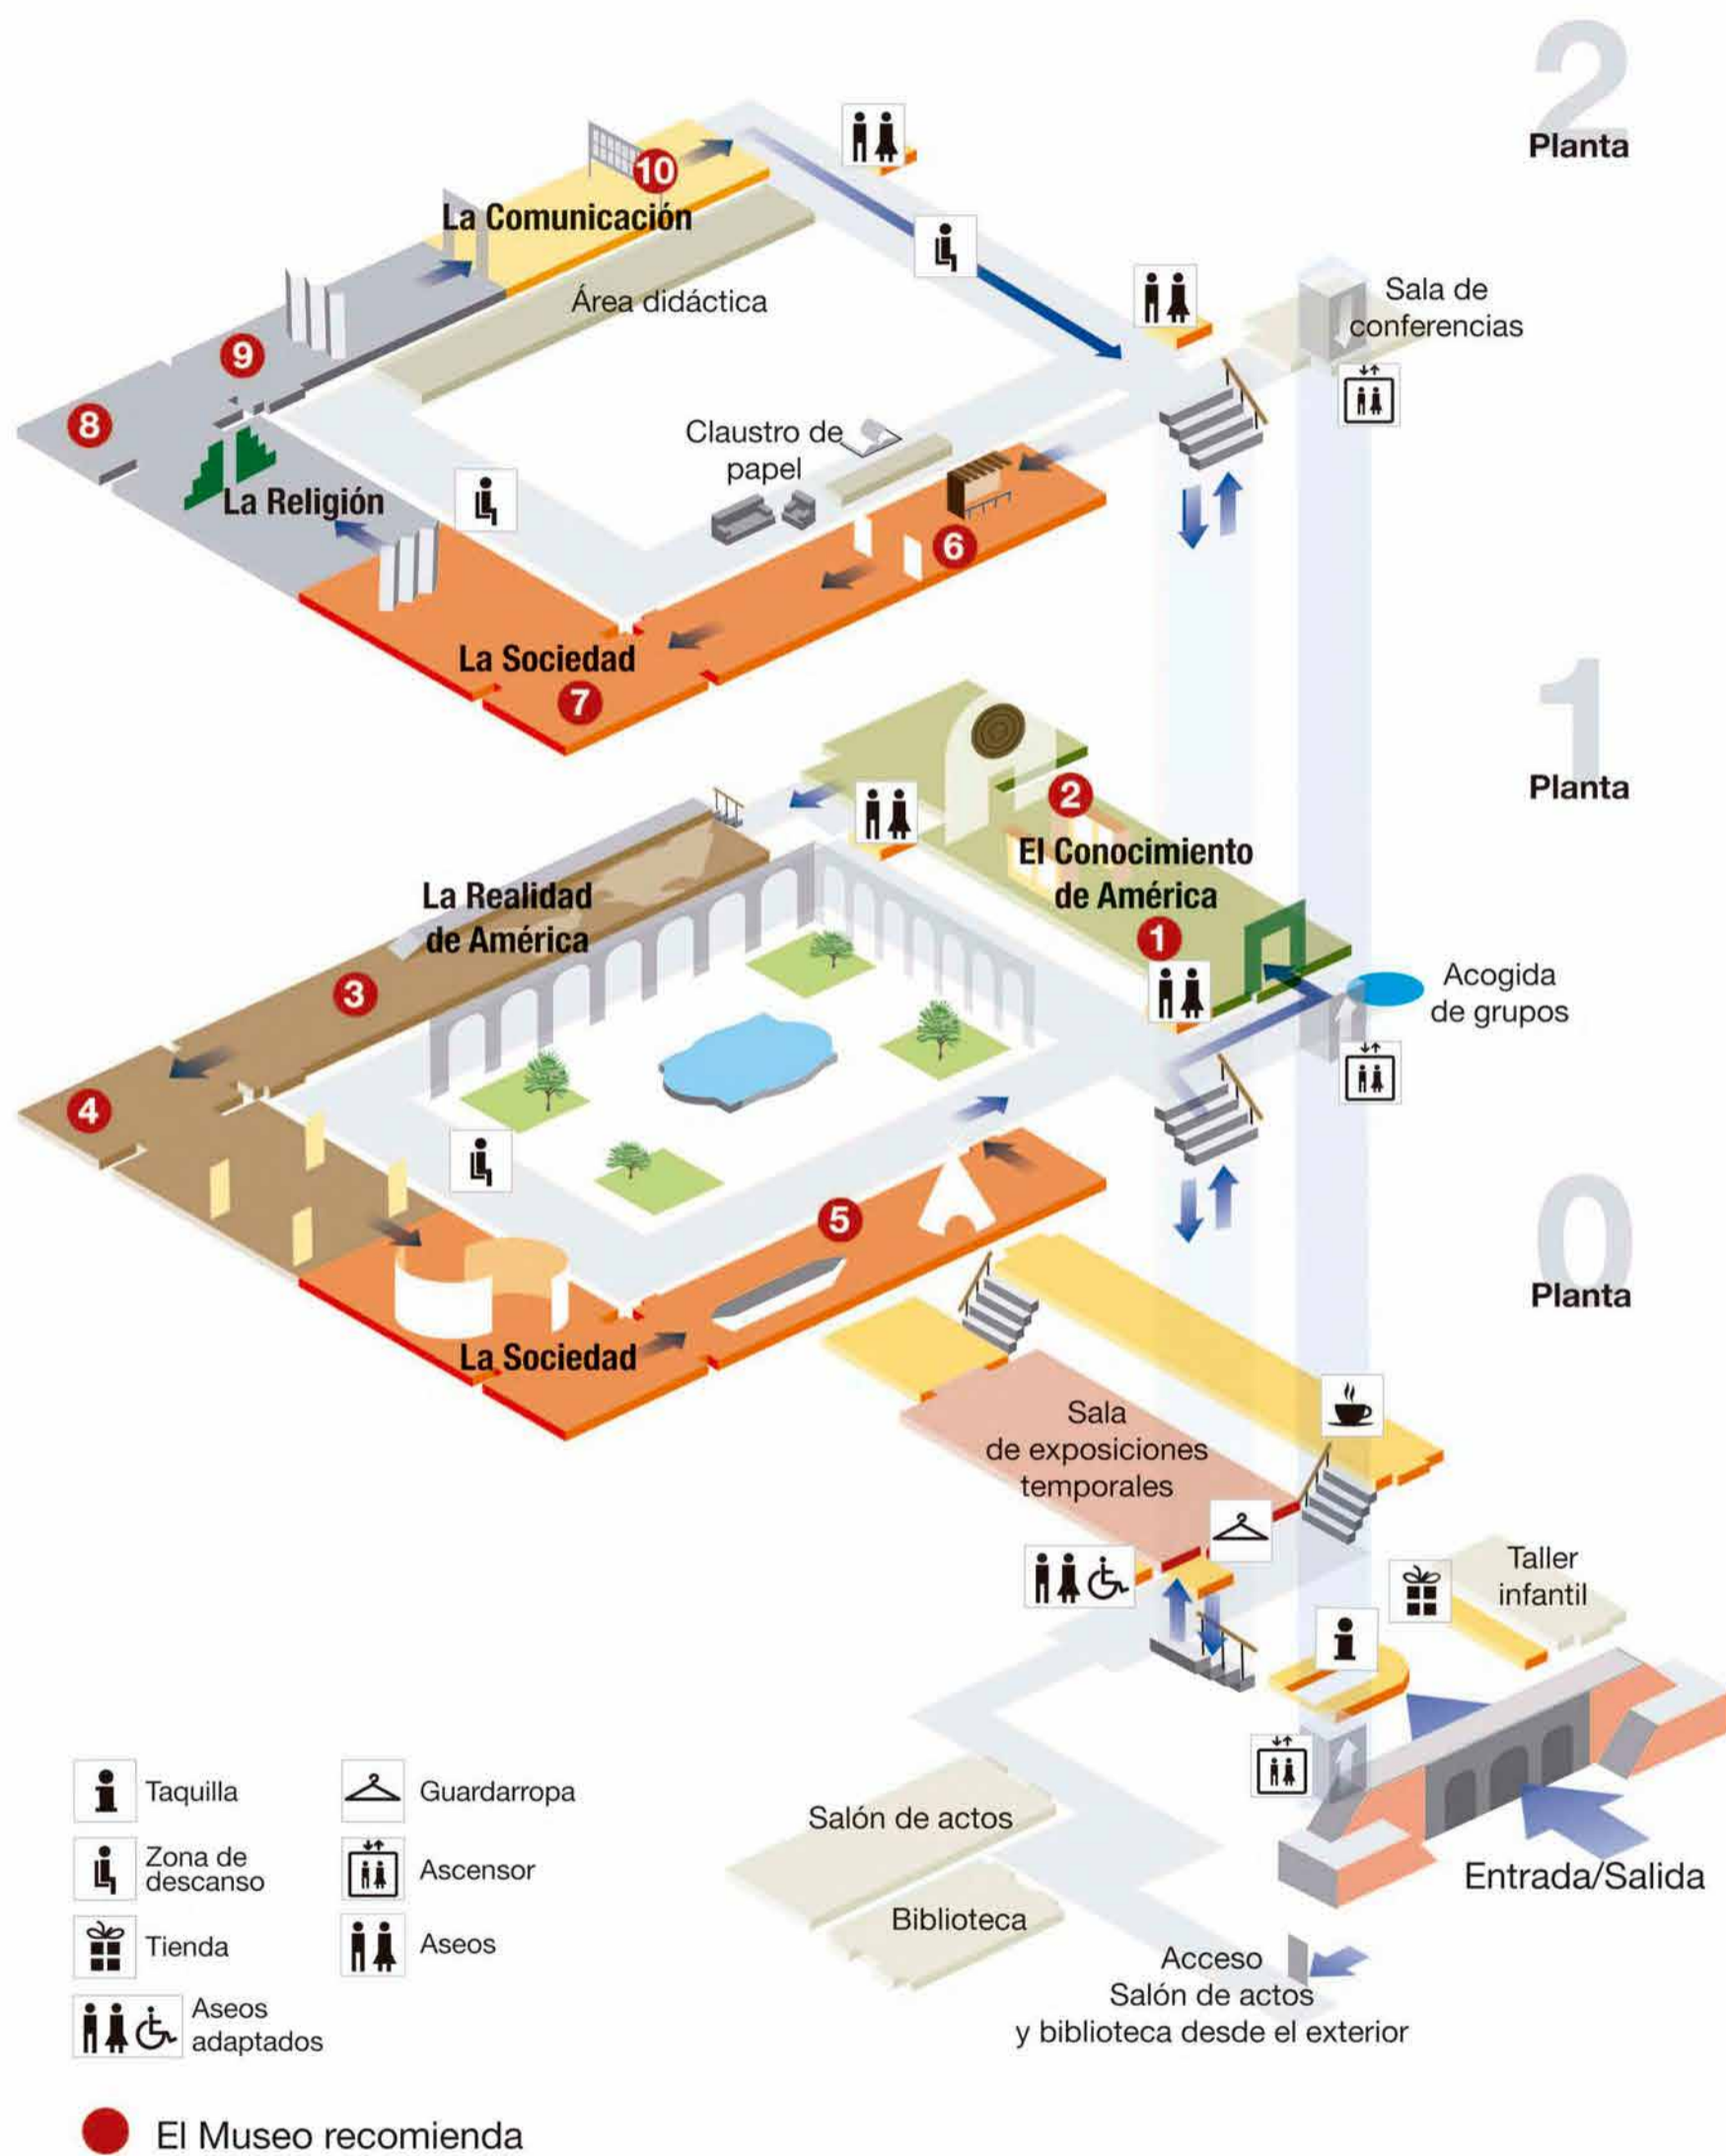 2
Planta
10
La Comunicación
Área didáctica
Sala de
conferencias
9
8
Claustro de
papel
La Religión
6
La Sociedad
7
1
Planta
2
El Conocimiento
de América
1
La Realidad
de América
3
Acogida
de grupos
4
5
La Sociedad
0
Planta
Sala
de exposiciones
temporales
Taller
infantil
Salón de actos
Biblioteca
Entrada/Salida
Acceso
Salón de actos
y biblioteca desde el exterior
Taquilla
Guardarropa
Zona de
descanso
Ascensor
Tienda
Aseos
Aseos
adaptados
El Museo recomienda